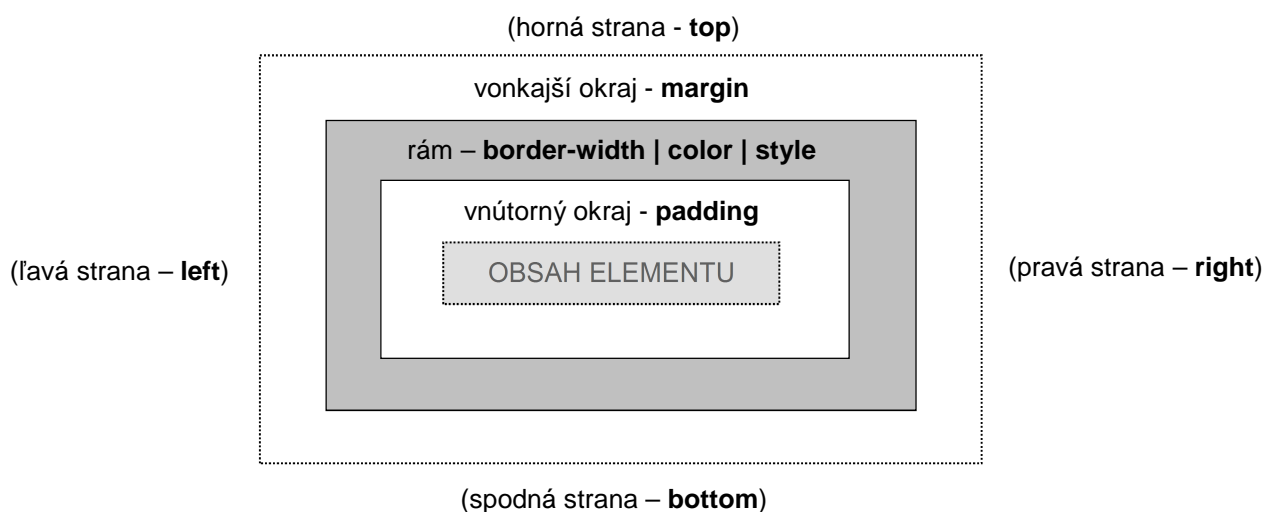 (horná strana - top)
vonkajší okraj - margin
rám – border-width | color | style
vnútorný okraj - padding
(ľavá strana – left)
OBSAH ELEMENTU
(pravá strana – right)
(spodná strana – bottom)